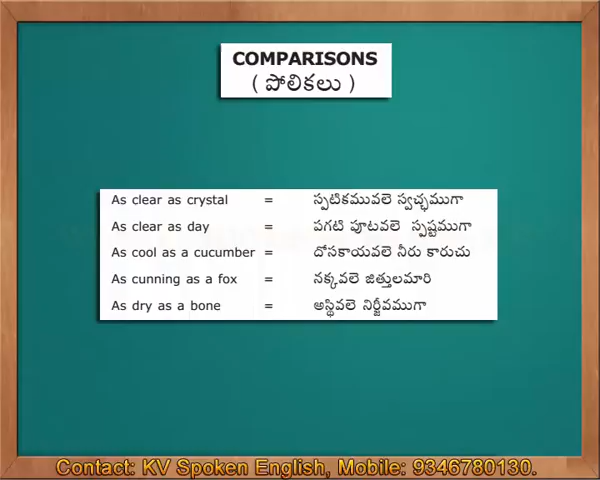 COMPARISONS
( పోలికలు )
As clear as crystal = స్పటికమువలె స్వచ్ఛముగా
As clear as day = పగటి పూటవలె స్పష్టముగా
As cool as a cucumber = దోసకాయవలె నీరు కారుచు
As cunning as a fox = నక్కవలె జిత్తులమారి
As dry as a bone = అస్థివలె నిర్జీవముగా
Contact: KV Spoken English, Mobile: 9346780130.